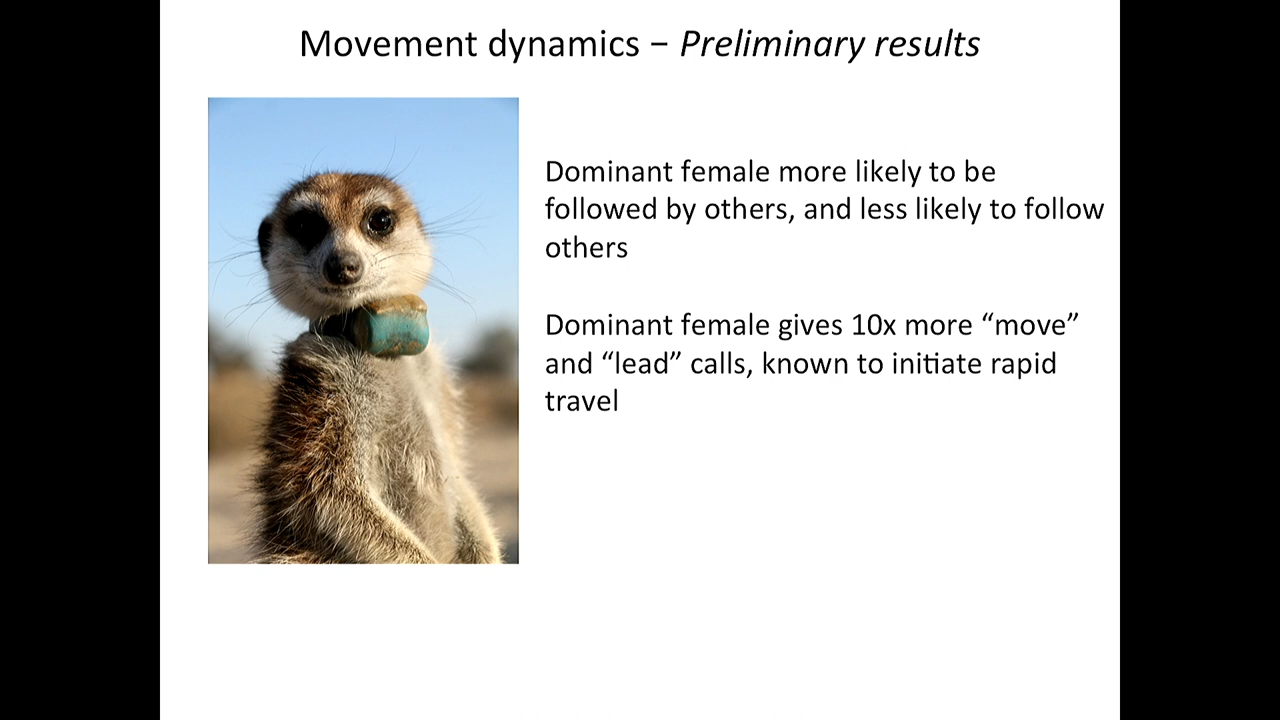 Movement dynamics − Preliminary results
Dominant female more likely to be
followed by others, and less likely to follow
others
Dominant female gives 10x more “move”
and “lead” calls, known to initiate rapid
travel